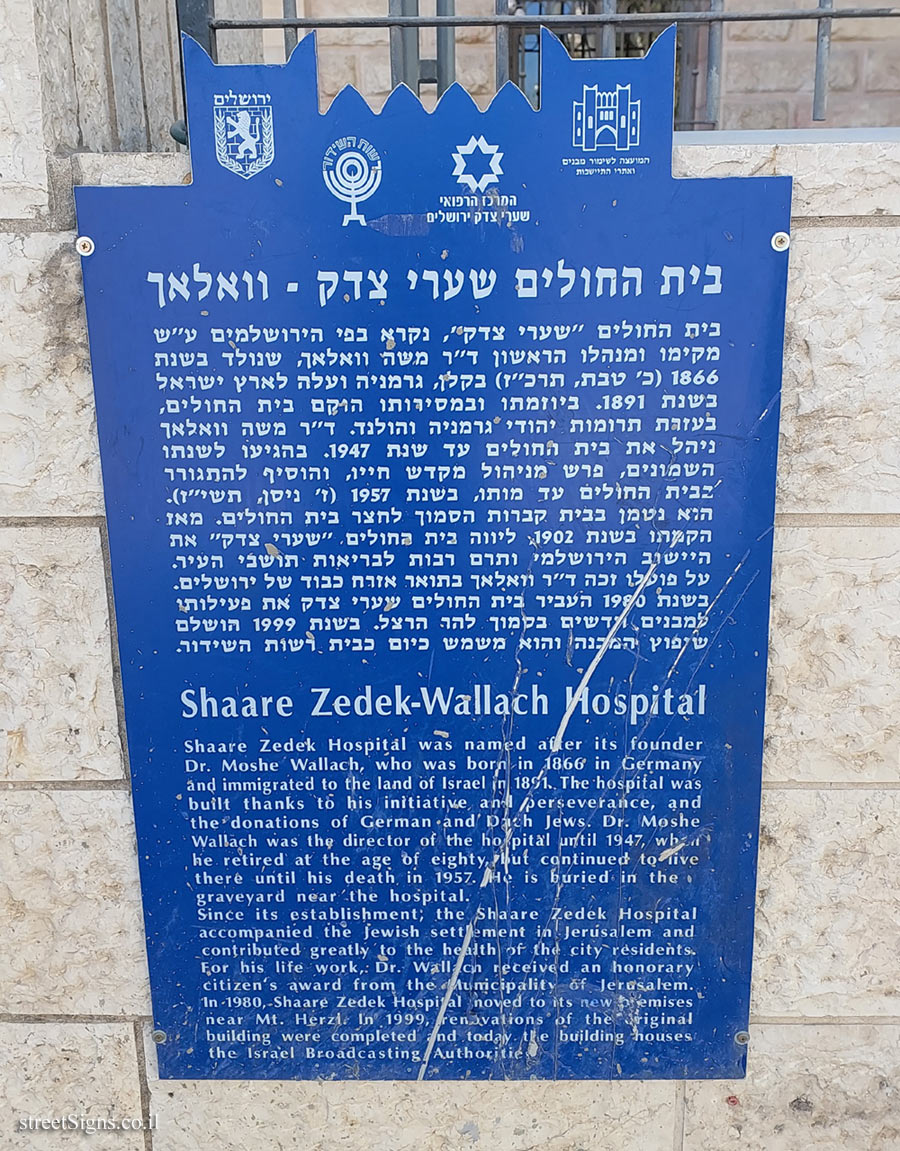 ירושלים
רשות השידור
המרכז הרפואי
שערי צדק ירושלים
המועצה לשימור מבנים
ואתרי התיישבות
בית החולים שערי צדק - וואלאך
בית החולים "שערי צדק", נקרא בפי הירושלמים ע"ש
מקימו ומנהלו הראשון ד"ר משה וואלאך, שנולד בשנת
1866 (כ' טבת, תרכ"ז) בקלן, גרמניה ועלה לארץ ישראל
בשנת 1891. ביוזמתו ובמסירותו הוקם בית החולים,
בעזרת תרומות יהודי גרמניה והולנד. ד"ר משה וואלאך
ניהל את בית החולים עד שנת 1947. בהגיעו לשנתו
השמונים, פרש מניהול מקדש חייו, והוסיף להתגורר
בבית החולים עד מותו, בשנת 1957 (ז' ניסן, תשי"ז).
הוא נטמן בבית קברות הסמוך לחצר בית החולים. מאז
הקמתו בשנת 1902, ליווה בית החולים "שערי צדק" את
היישוב הירושלמי ותרם רבות לבריאות תושבי העיר.
על פועלו זכה ד"ר וואלאך בתואר אזרח כבוד של ירושלים.
בשנת 1980 העביר בית החולים שערי צדק את פעילותו
למבנים חדשים בסמוך להר הרצל. בשנת 1999 הושלם
שיפוץ המבנה והוא משמש כיום כבית רשות השידור.
Shaare Zedek-Wallach Hospital
Shaare Zedek Hospital was named after its founder
Dr. Moshe Wallach, who was born in 1866 in Germany
and immigrated to the land of Israel in 1891. The hospital was
built thanks to his initiative and perseverance, and
the donations of German and Dutch Jews. Dr. Moshe
Wallach was the director of the hospital until 1947, when
he retired at the age of eighty, but continued to live
there until his death in 1957. He is buried in the
graveyard near the hospital.
Since its establishment, the Shaare Zedek Hospital
accompanied the Jewish settlement in Jerusalem and
contributed greatly to the health of the city residents.
For his life work, Dr. Wallach received an honorary
citizen's award from the Municipality of Jerusalem.
In 1980, Shaare Zedek Hospital moved to its new premises
near Mt. Herzl. In 1999, renovations of the original
building were completed and today the building houses
the Israel Broadcasting Authorities
streetSigns.co.il